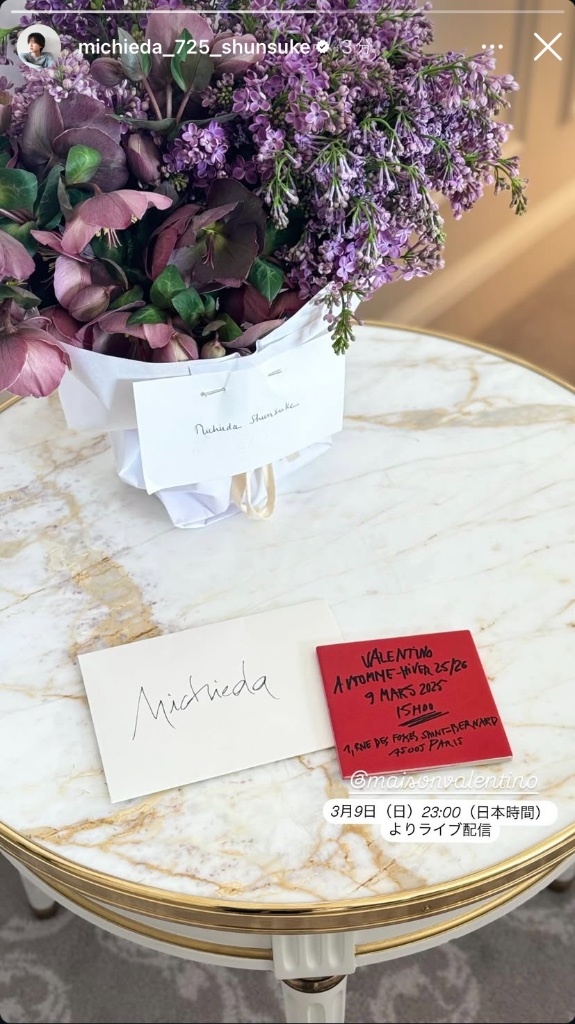 michieda_725_shunsuke 3分
Michieda Shunsuke
Michieda
VALENTINO
AUTOMNE-HIVER 25/26
9 MARS 2025
15H00
1, RUE DES FOSSES SAINT-BERNARD
75005 PARIS
@maisonvalentino
3月9日（日）23:00（日本時間）
よりライブ配信